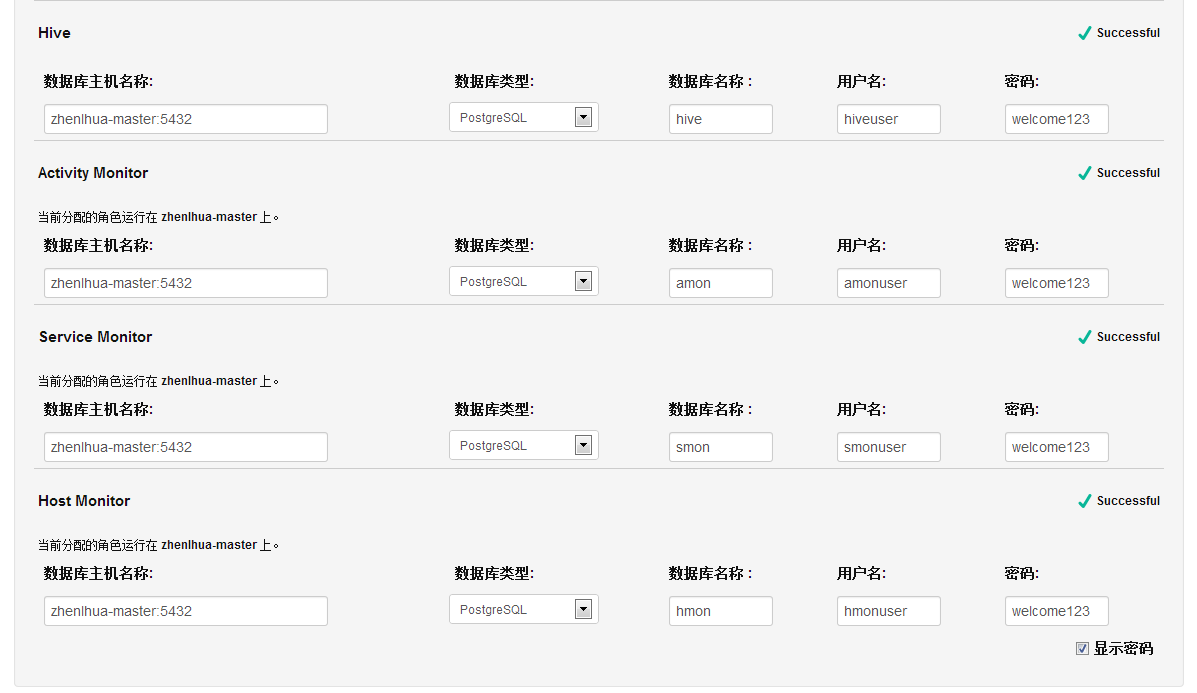 Hive Successful
数据库主机名称: 数据库类型: 数据库名称： 用户名: 密码:
zhenlhua-master:5432 PostgreSQL hive hiveuser welcome123
Activity Monitor Successful
当前分配的角色运行在 zhenlhua-master 上。
数据库主机名称: 数据库类型: 数据库名称： 用户名: 密码:
zhenlhua-master:5432 PostgreSQL amon amonuser welcome123
Service Monitor Successful
当前分配的角色运行在 zhenlhua-master 上。
数据库主机名称: 数据库类型: 数据库名称： 用户名: 密码:
zhenlhua-master:5432 PostgreSQL smon smonuser welcome123
Host Monitor Successful
当前分配的角色运行在 zhenlhua-master 上。
数据库主机名称: 数据库类型: 数据库名称： 用户名: 密码:
zhenlhua-master:5432 PostgreSQL hmon hmonuser welcome123
显示密码